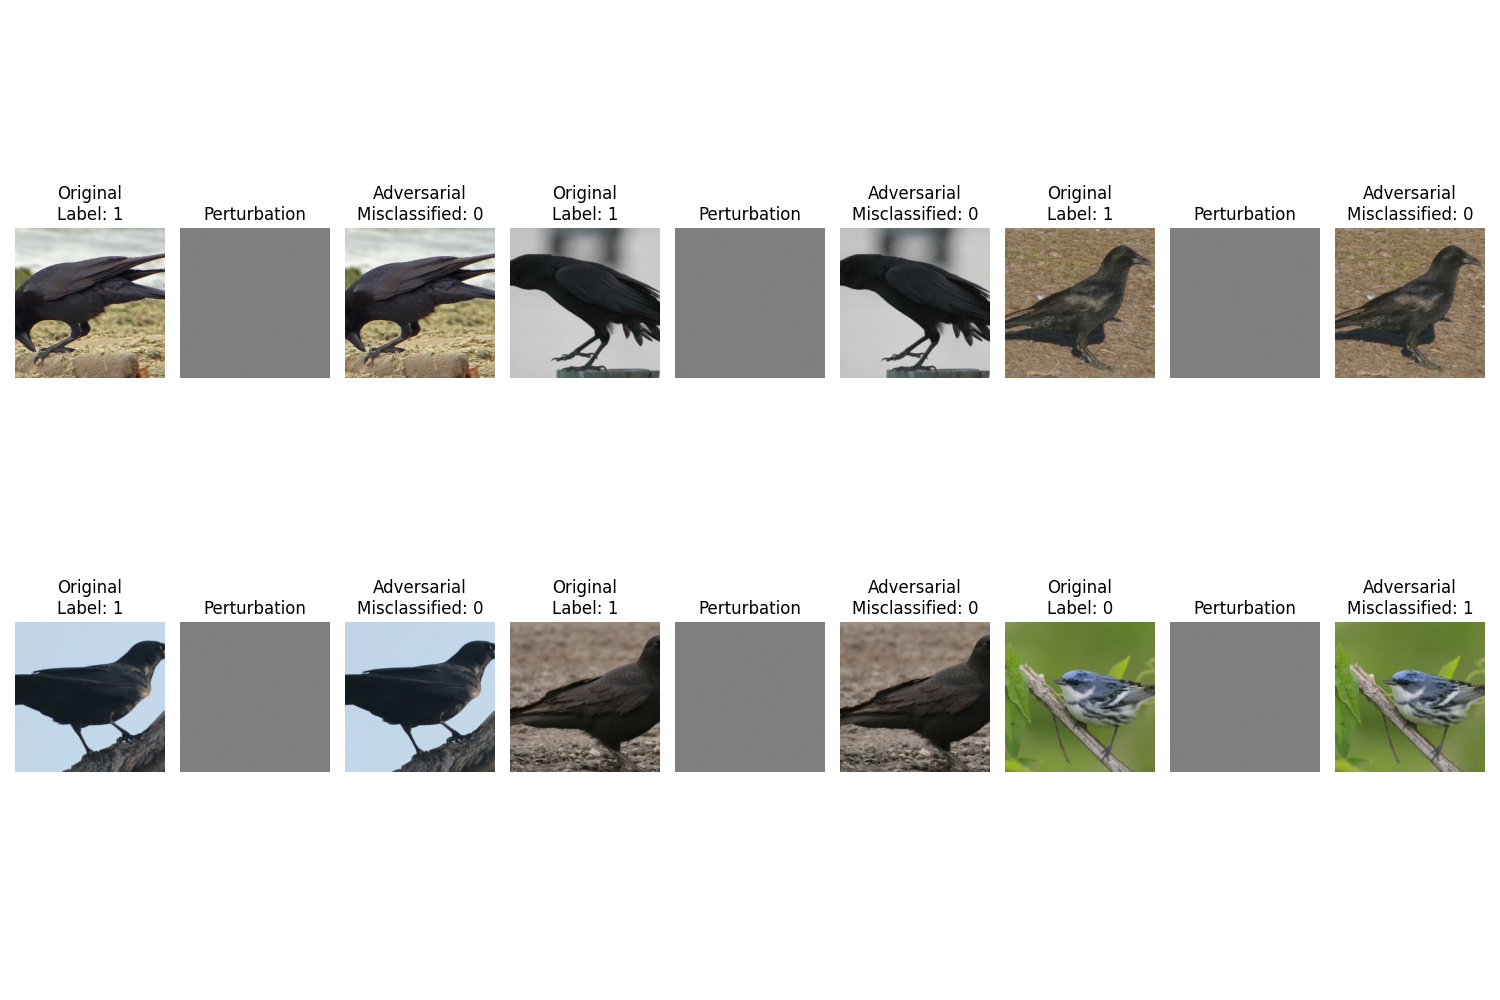 Original
Label: 1
Perturbation
Adversarial
Misclassified: 0
Original
Label: 1
Perturbation
Adversarial
Misclassified: 0
Original
Label: 1
Perturbation
Adversarial
Misclassified: 0
Original
Label: 1
Perturbation
Adversarial
Misclassified: 0
Original
Label: 1
Perturbation
Adversarial
Misclassified: 0
Original
Label: 0
Perturbation
Adversarial
Misclassified: 1